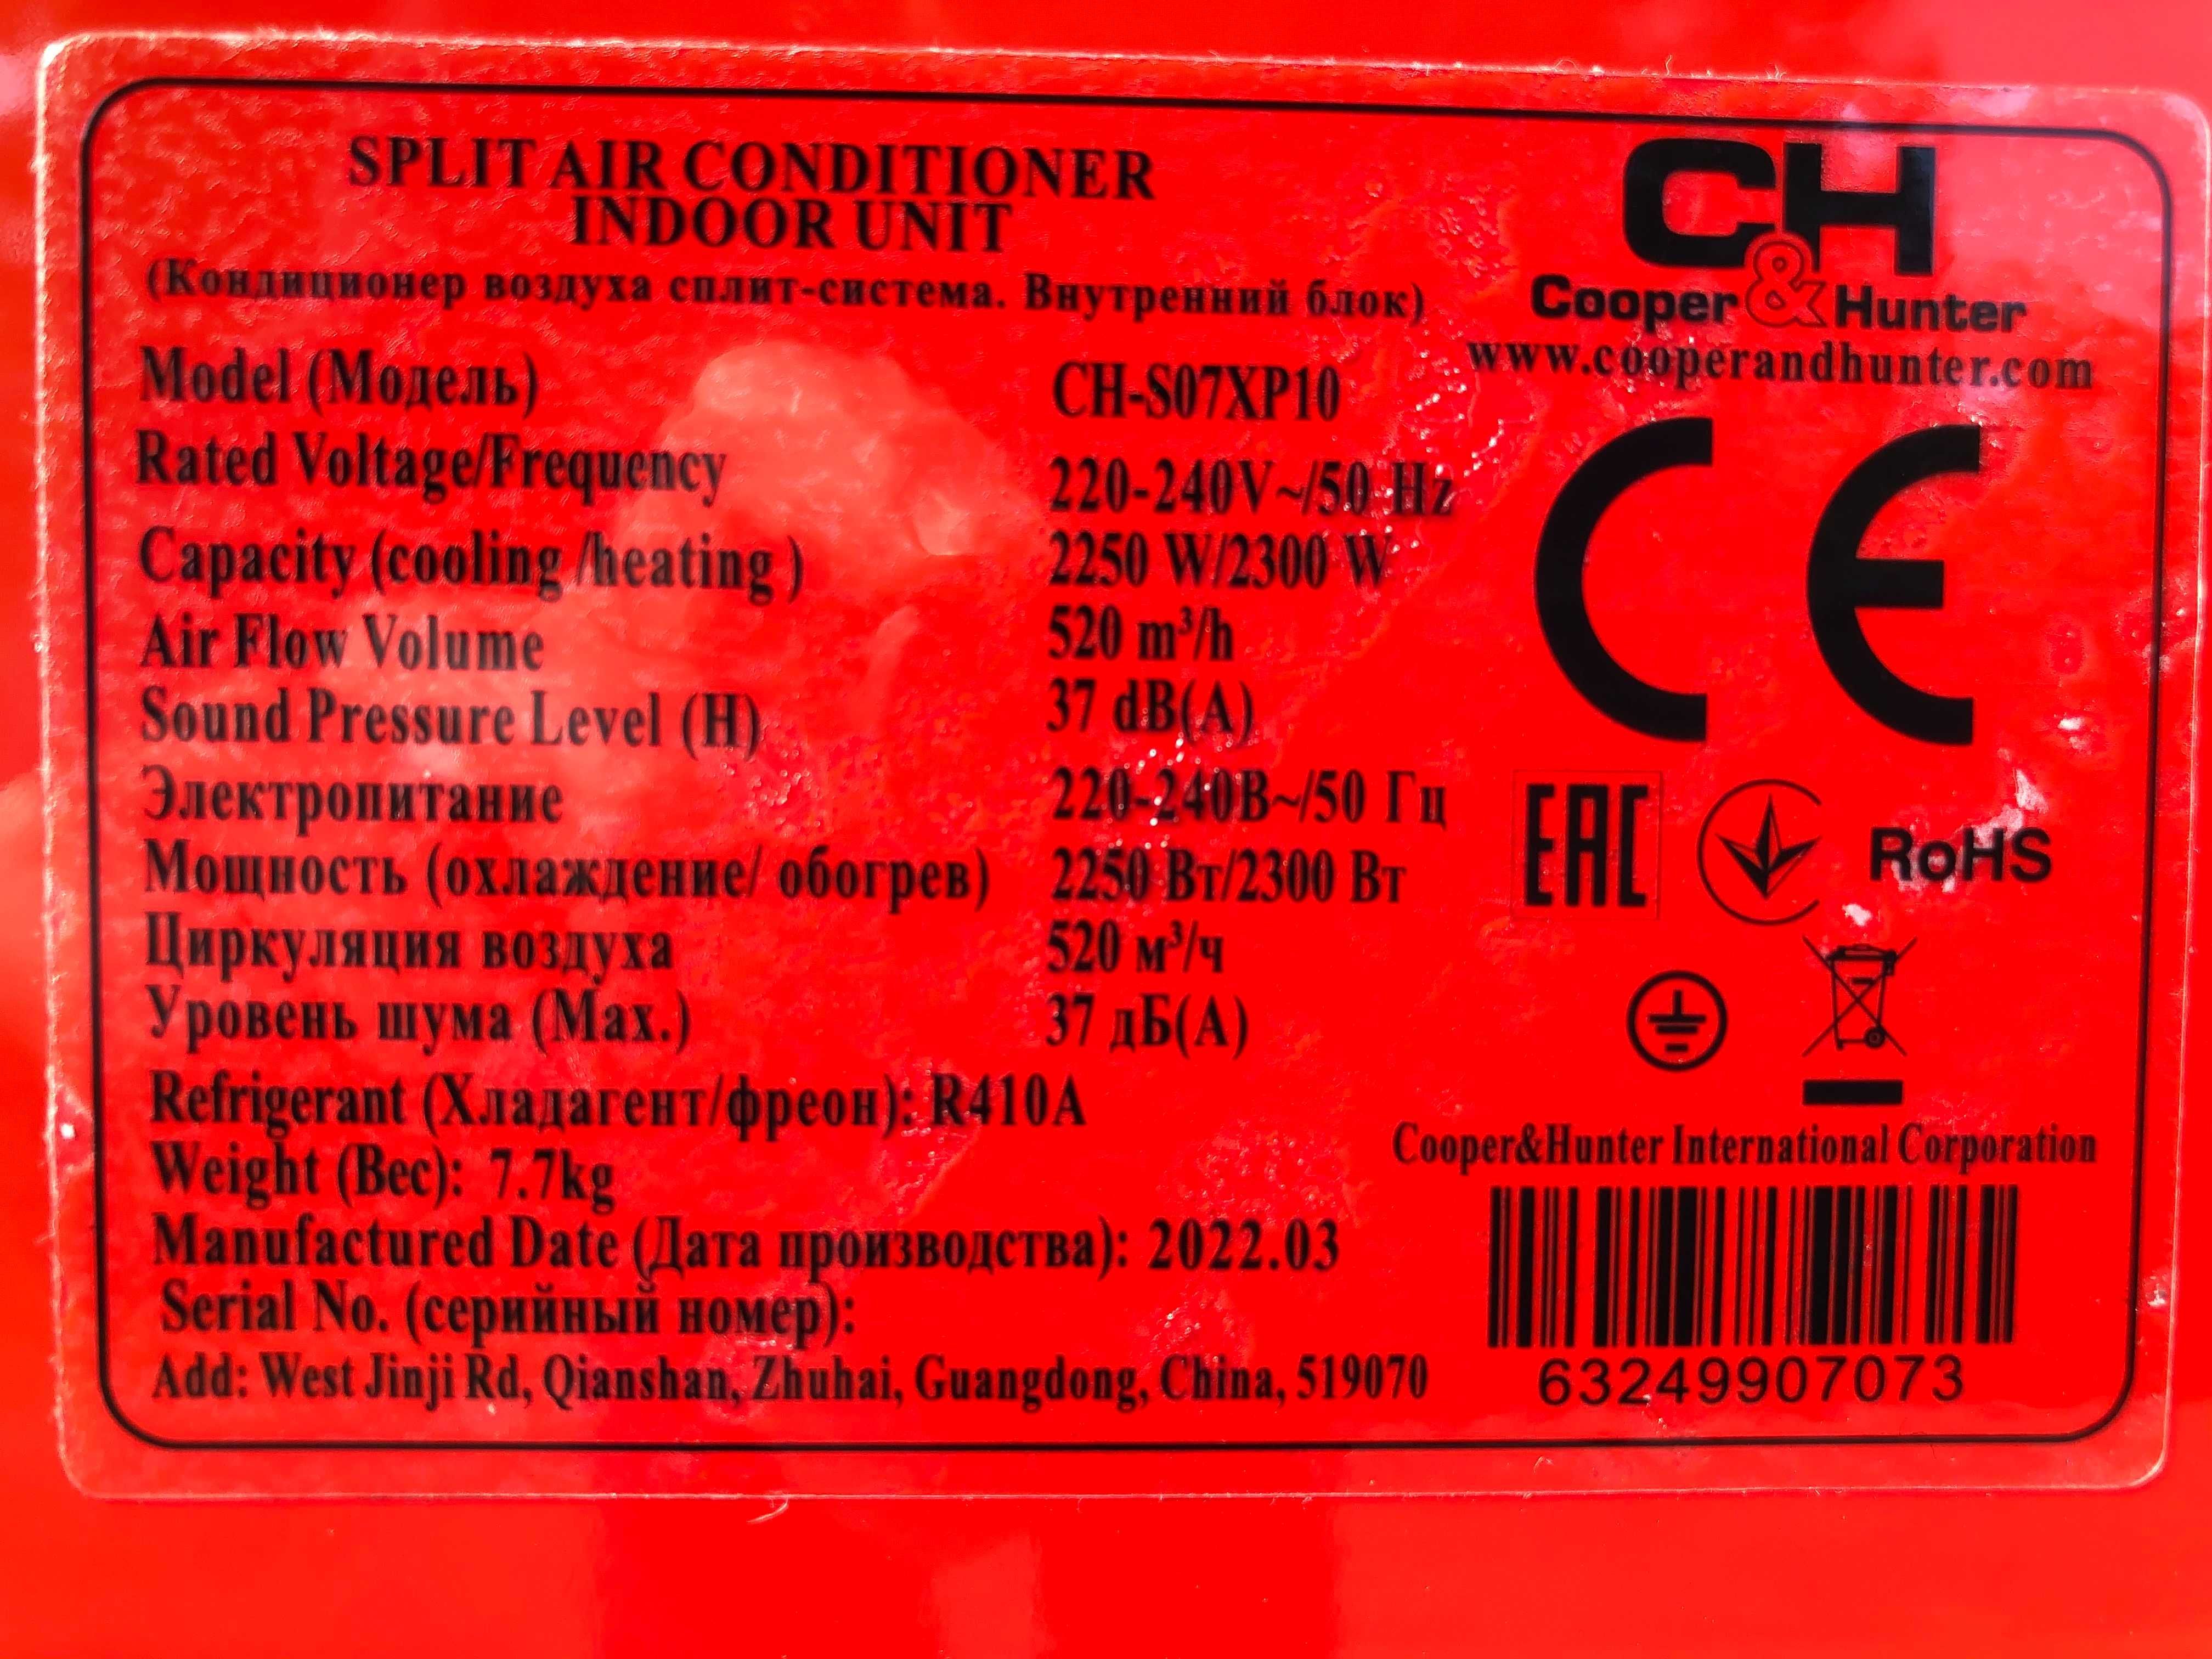 SPLIT AIR CONDITIONER
INDOOR UNIT
(Кондиционер воздуха сплит-система. Внутренний блок)
CH
Cooper&Hunter
www.cooperandhunter.com
Model (Модель) CH-S07XP10
Rated Voltage/Frequency 220-240V~/50 Hz
Capacity (cooling /heating ) 2250 W/2300 W
Air Flow Volume 520 m³/h
Sound Pressure Level (H) 37 dB(A)
Электропитание 220-240В~/50 Гц
Мощность (охлаждение/ обогрев) 2250 Вт/2300 Вт
Циркуляция воздуха 520 м³/ч
Уровень шума (Max.) 37 дБ(A)
Refrigerant (Хладагент/фреон): R410A
Weight (Вес): 7.7kg
Manufactured Date (Дата производства): 2022.03
Serial No. (серийный номер):
Add: West Jinji Rd, Qianshan, Zhuhai, Guangdong, China, 519070
CE
EAC
RoHS
Cooper&Hunter International Corporation
63249907073